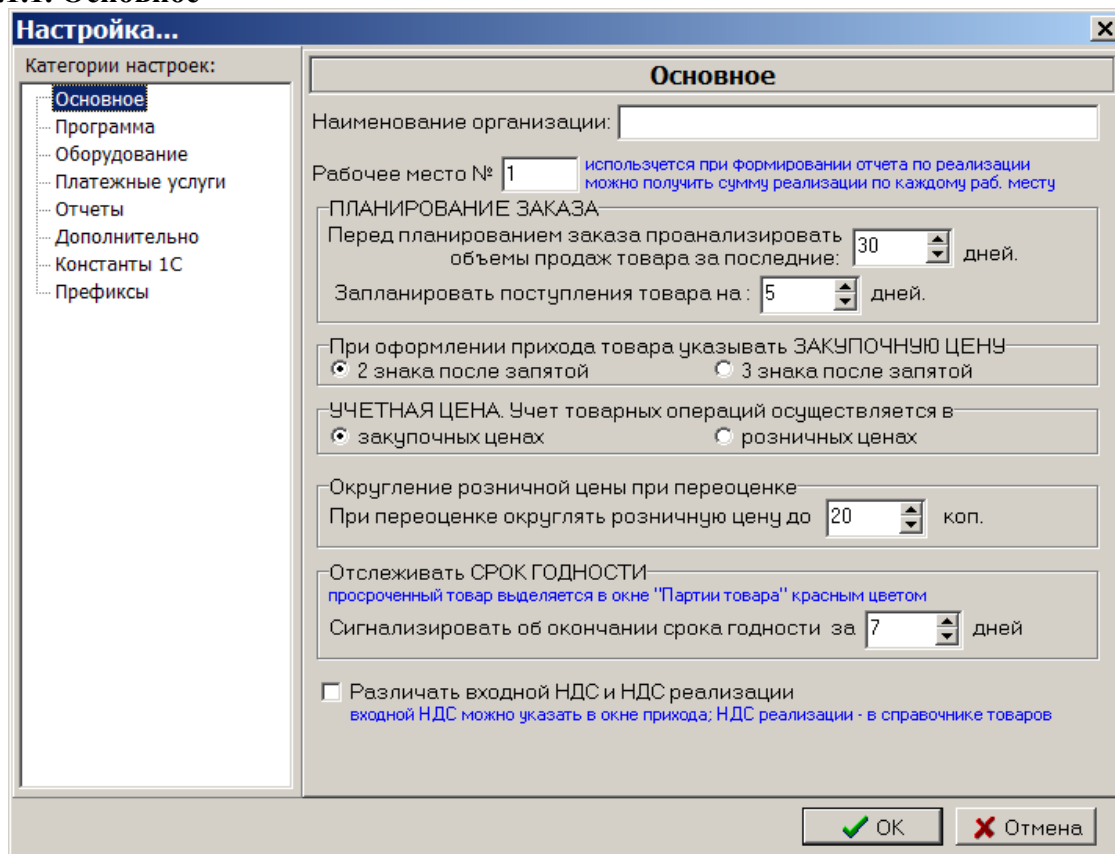 .1.1. Основное
Настройка...
Категории настроек:
Основное
Программа
Оборудование
Платежные услуги
Отчеты
Дополнительно
Константы 1С
Префиксы
Основное
Наименование организации:
Рабочее место № 1 используется при формировании отчета по реализации
можно получить сумму реализации по каждому раб. месту
ПЛАНИРОВАНИЕ ЗАКАЗА
Перед планированием заказа проанализировать
объемы продаж товара за последние: 30 дней.
Запланировать поступления товара на : 5 дней.
При оформлении прихода товара указывать ЗАКУПОЧНУЮ ЦЕНУ
2 знака после запятой 3 знака после запятой
УЧЕТНАЯ ЦЕНА. Учет товарных операций осуществляется в
закупочных ценах розничных ценах
Округление розничной цены при переоценке
При переоценке округлять розничную цену до 20 коп.
Отслеживать СРОК ГОДНОСТИ
просроченный товар выделяется в окне "Партии товара" красным цветом
Сигнализировать об окончании срока годности за 7 дней
Различать входной НДС и НДС реализации
входной НДС можно указать в окне прихода; НДС реализации - в справочнике товаров
OK Отмена